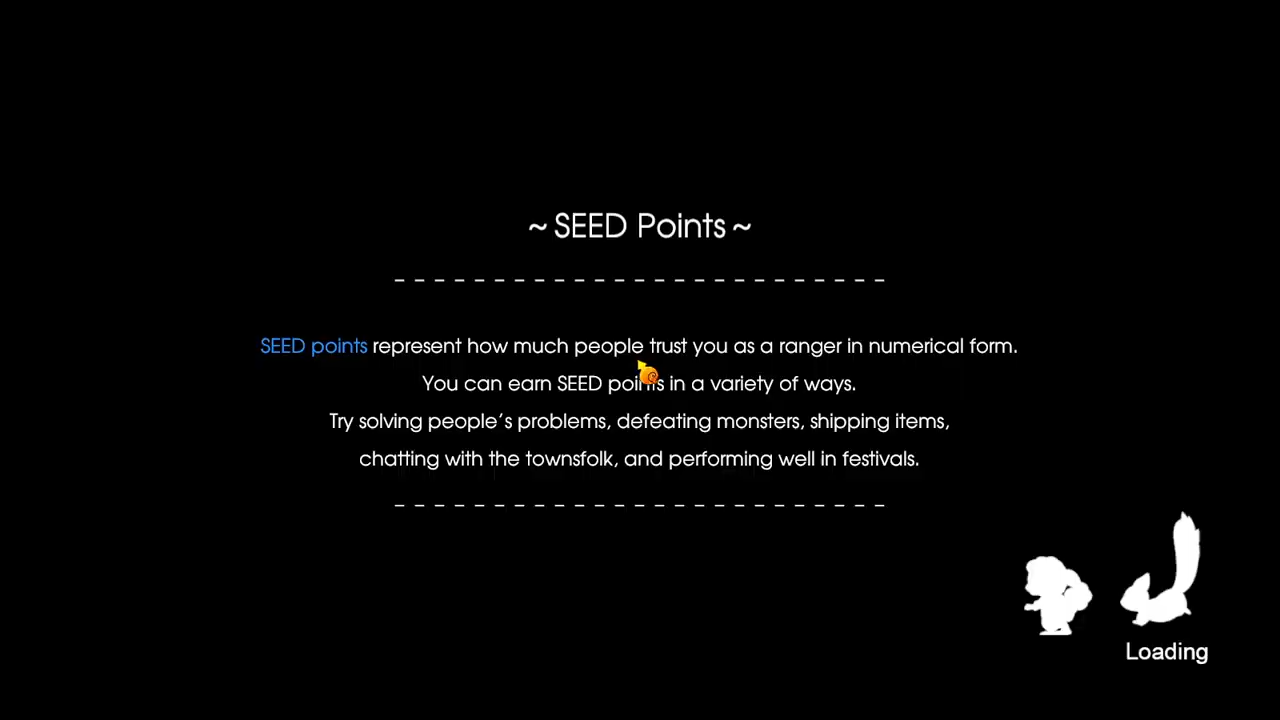 ~ SEED Points ~
SEED points represent how much people trust you as a ranger in numerical form.
You can earn SEED points in a variety of ways.
Try solving people's problems, defeating monsters, shipping items,
chatting with the townsfolk, and performing well in festivals.
Loading